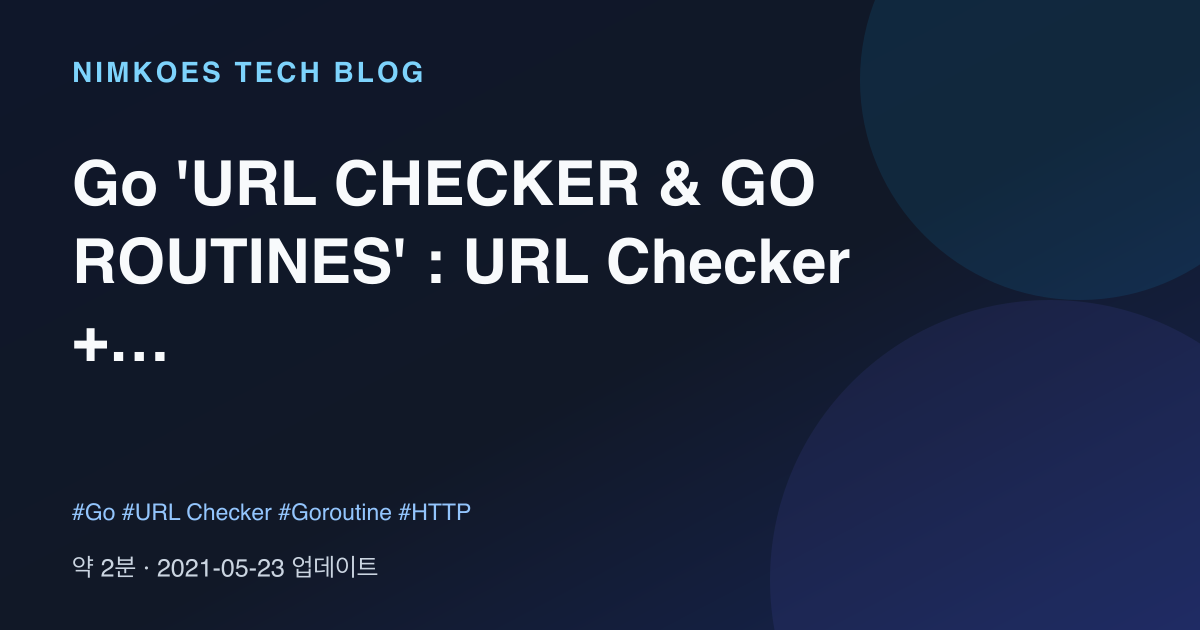 NIMKOES TECH BLOG
Go 'URL CHECKER & GO
ROUTINES' : URL Checker
+...
#Go #URL Checker #Goroutine #HTTP
약 2분 · 2021-05-23 업데이트